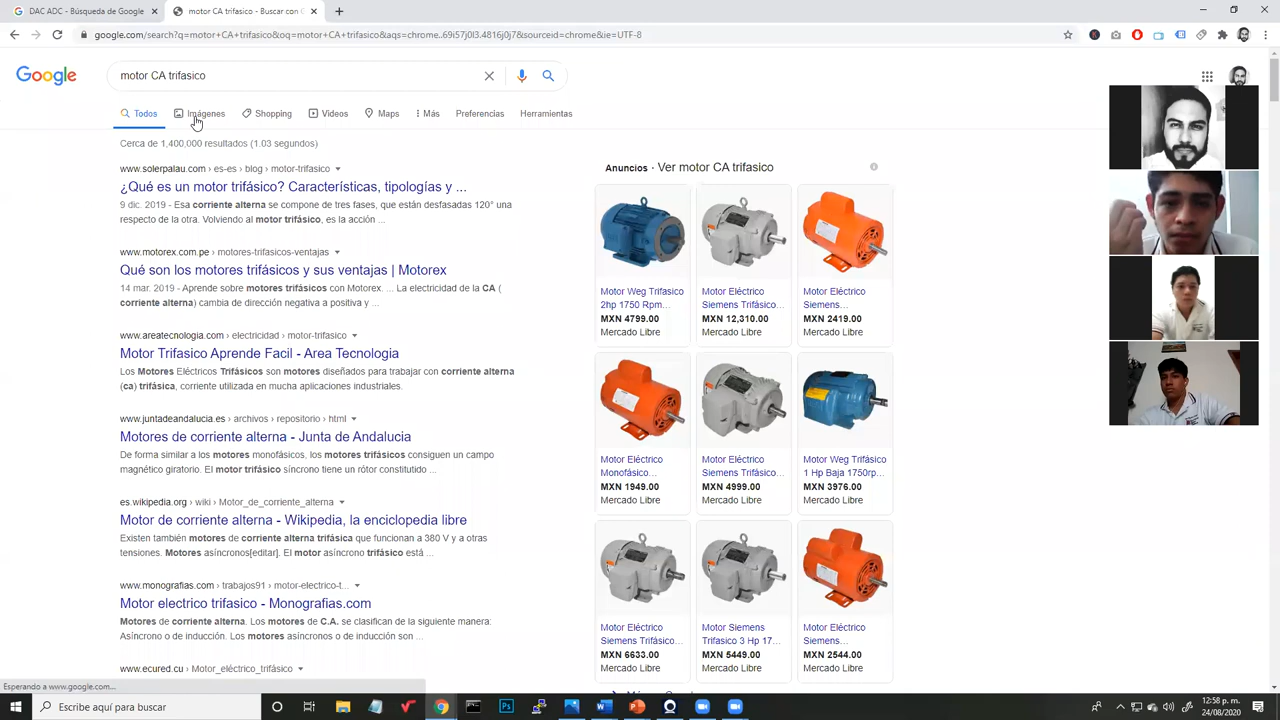 DAC ADC - Búsqueda de Google
motor CA trifasico - Buscar con G
google.com/search?q=motor+CA+trifasico&oq=motor+CA+trifasico&aqs=chrome..69i57j0l3.4816j0j7&sourceid=chrome&ie=UTF-8
Google
motor CA trifasico
Todos
Imágenes
Shopping
Videos
Maps
Más
Preferencias
Herramientas
Cerca de 1,400,000 resultados (1.03 segundos)
www.solerpalau.com › es-es › blog › motor-trifasico
¿Qué es un motor trifásico? Características, tipologías y ...
9 dic. 2019 - Esa corriente alterna se compone de tres fases, que están desfasadas 120° una
respecto de la otra. Volviendo al motor trifásico, es la acción ...
www.motorex.com.pe › motores-trifasicos-ventajas
Qué son los motores trifásicos y sus ventajas | Motorex
14 mar. 2019 - Aprende sobre motores trifásicos con Motorex. ... La electricidad de la CA (
corriente alterna) cambia de dirección negativa a positiva y ...
www.areatecnologia.com › electricidad › motor-trifasico
Motor Trifasico Aprende Facil - Area Tecnologia
Los Motores Eléctricos Trifásicos son motores diseñados para trabajar con corriente alterna
(ca) trifásica, corriente utilizada en mucha aplicaciones industriales.
www.juntadeandalucia.es › archivos › repositorio › html
Motores de corriente alterna - Junta de Andalucia
De forma similar a los motores monofásicos, los motores trifásicos consiguen un campo
magnético giratorio. El motor trifásico síncrono tiene un rótor constituido ...
es.wikipedia.org › wiki › Motor_de_corriente_alterna
Motor de corriente alterna - Wikipedia, la enciclopedia libre
Existen también motores de corriente alterna trifásica que funcionan a 380 V y a otras
tensiones. Motores asíncronos[editar]. El motor asíncrono trifásico está ...
www.monografias.com › trabajos91 › motor-electrico-t...
Motor electrico trifasico - Monografias.com
Motores de corriente alterna. Los motores de C.A. se clasifican de la siguiente manera:
Asíncrono o de inducción. Los motores asíncronos o de inducción son ...
www.ecured.cu › Motor_eléctrico_trifásico
Esperando a www.google.com...
Anuncios · Ver motor CA trifasico
Motor Weg Trifasico
2hp 1750 Rpm...
MXN 4799.00
Mercado Libre
Motor Eléctrico
Siemens Trifásico...
MXN 12,310.00
Mercado Libre
Motor Eléctrico
Siemens...
MXN 2419.00
Mercado Libre
Motor Eléctrico
Monofásico...
MXN 1949.00
Mercado Libre
Motor Eléctrico
Siemens Trifásico...
MXN 4999.00
Mercado Libre
Motor Weg Trifásico
1 Hp Baja 1750rp...
MXN 3976.00
Mercado Libre
Motor Eléctrico
Siemens Trifásico...
MXN 6633.00
Mercado Libre
Motor Siemens
Trifasico 3 Hp 17...
MXN 5449.00
Mercado Libre
Motor Eléctrico
Siemens...
MXN 2544.00
Mercado Libre
Escribe aquí para buscar
12:58 p. m.
24/08/2020